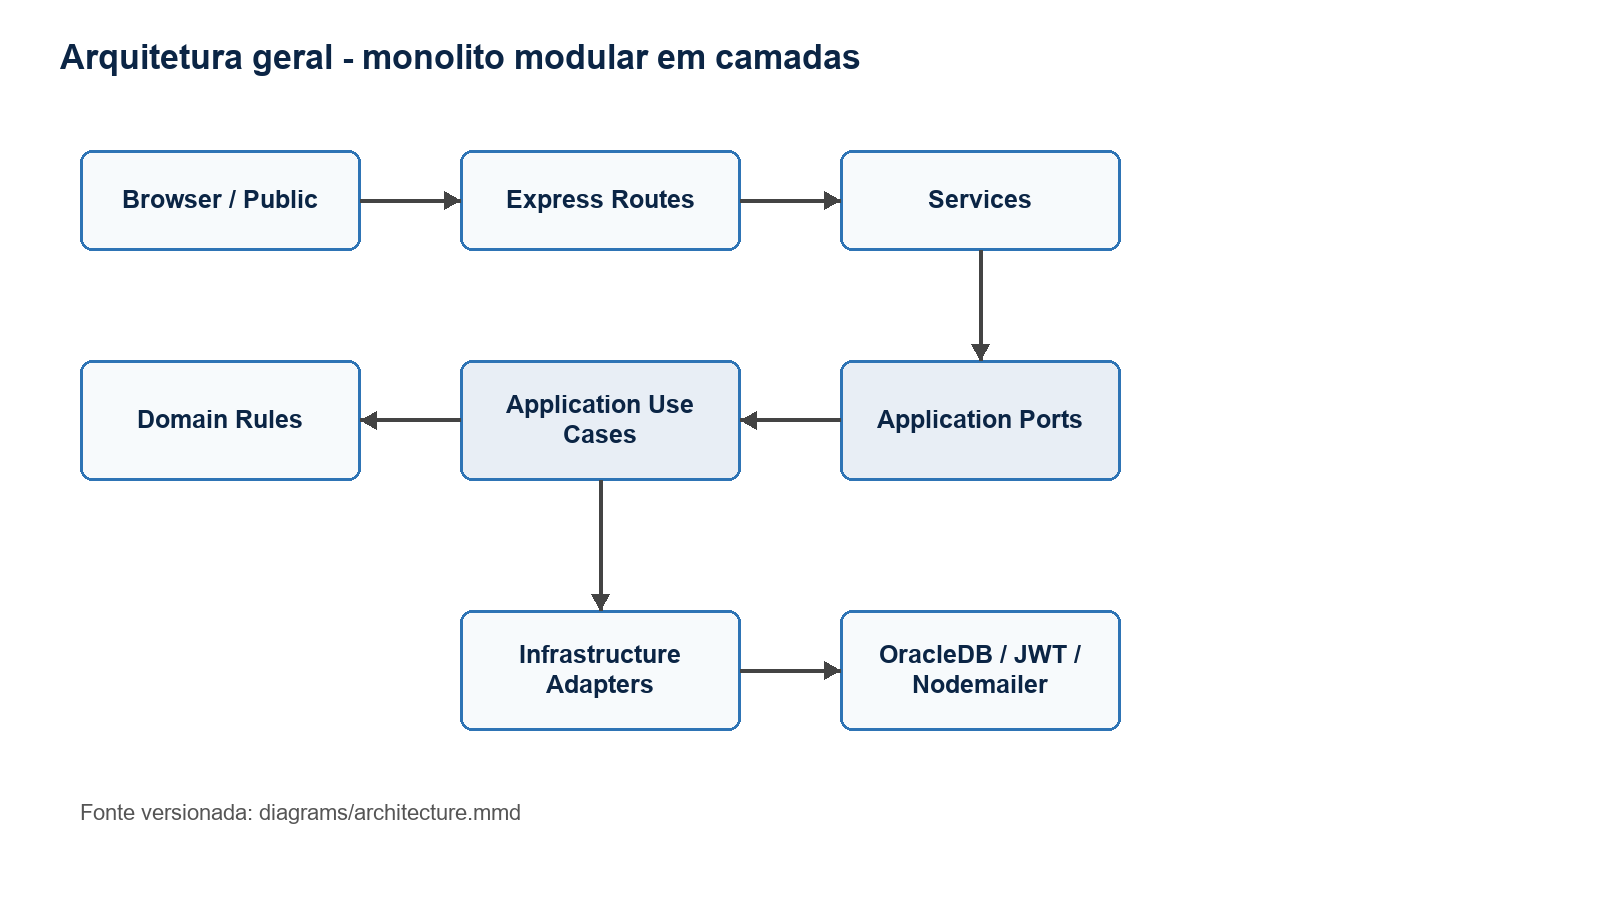 Arquitetura geral - monolito modular em camadas
Browser / Public
Express Routes
Services
Domain Rules
Application Use
Cases
Application Ports
Infrastructure
Adapters
OracleDB / JWT /
Nodemailer
Fonte versionada: diagrams/architecture.mmd